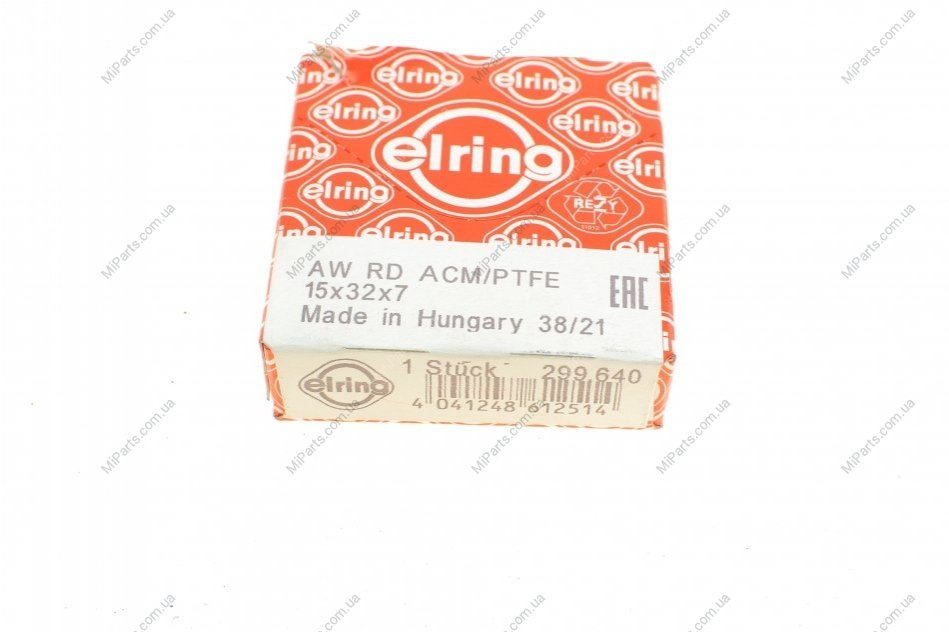 elring
REZY
AW RD ACM/PTFE
15x32x7
Made in Hungary 38/21
EAC
elring
1 Stück 299.640
4 041248 612514
MiParts.com.ua